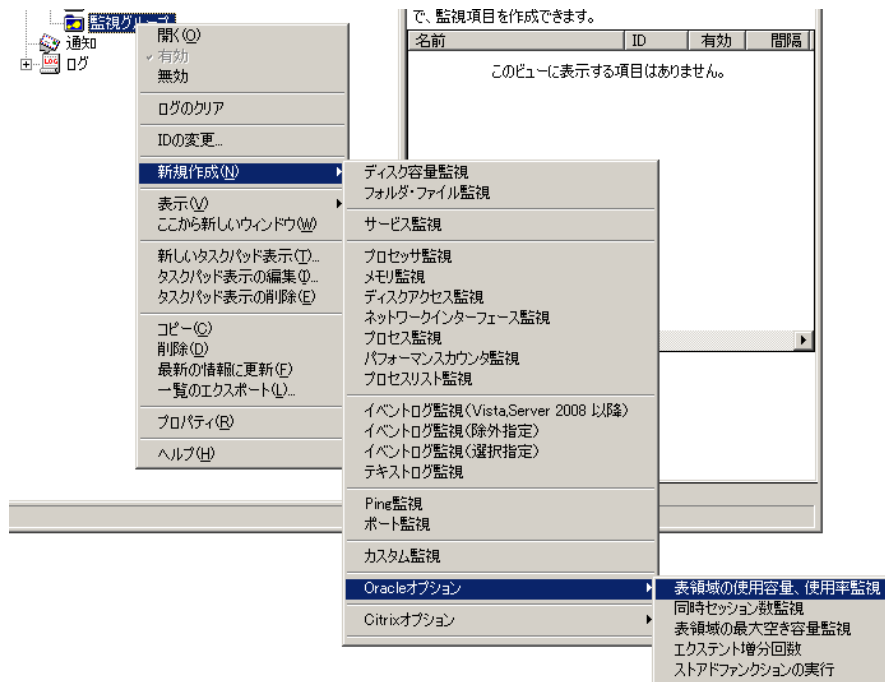 監視グループ
通知
ログ
で、監視項目を作成できます。
名前 ID 有効 間隔
このビューに表示する項目はありません。
開く(O)
有効
無効
ログのクリア
IDの変更...
新規作成(N)
表示(V)
ここから新しいウィンドウ(W)
新しいタスクパッド表示(T)...
タスクパッド表示の編集(I)...
タスクパッド表示の削除(E)
コピー(C)
削除(D)
最新の情報に更新(F)
一覧のエクスポート(L)...
プロパティ(R)
ヘルプ(H)
ディスク容量監視
フォルダ・ファイル監視
サービス監視
プロセッサ監視
メモリ監視
ディスクアクセス監視
ネットワークインターフェース監視
プロセス監視
パフォーマンスカウンタ監視
プロセスリスト監視
イベントログ監視(Vista,Server 2008 以降)
イベントログ監視(除外指定)
イベントログ監視(選択指定)
テキストログ監視
Ping監視
ポート監視
カスタム監視
Oracleオプション
Citrixオプション
表領域の使用容量、使用率監視
同時セッション数監視
表領域の最大空き容量監視
エクステント増分回数
ストアドファンクションの実行